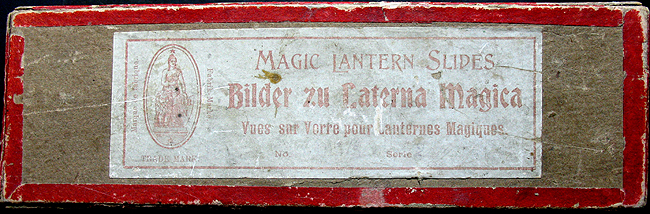 MAGIC LANTERN SLIDES
Bilder zu Laterna Magica
Vues sur Verre pour Lanternes Magiques.
No. Serie
TRADE MARK